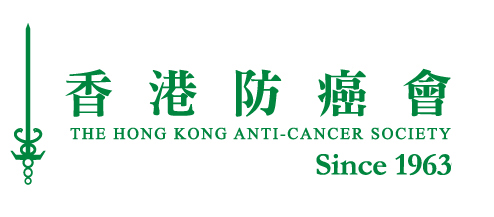 香港防癌會
THE HONG KONG ANTI-CANCER SOCIETY
Since 1963